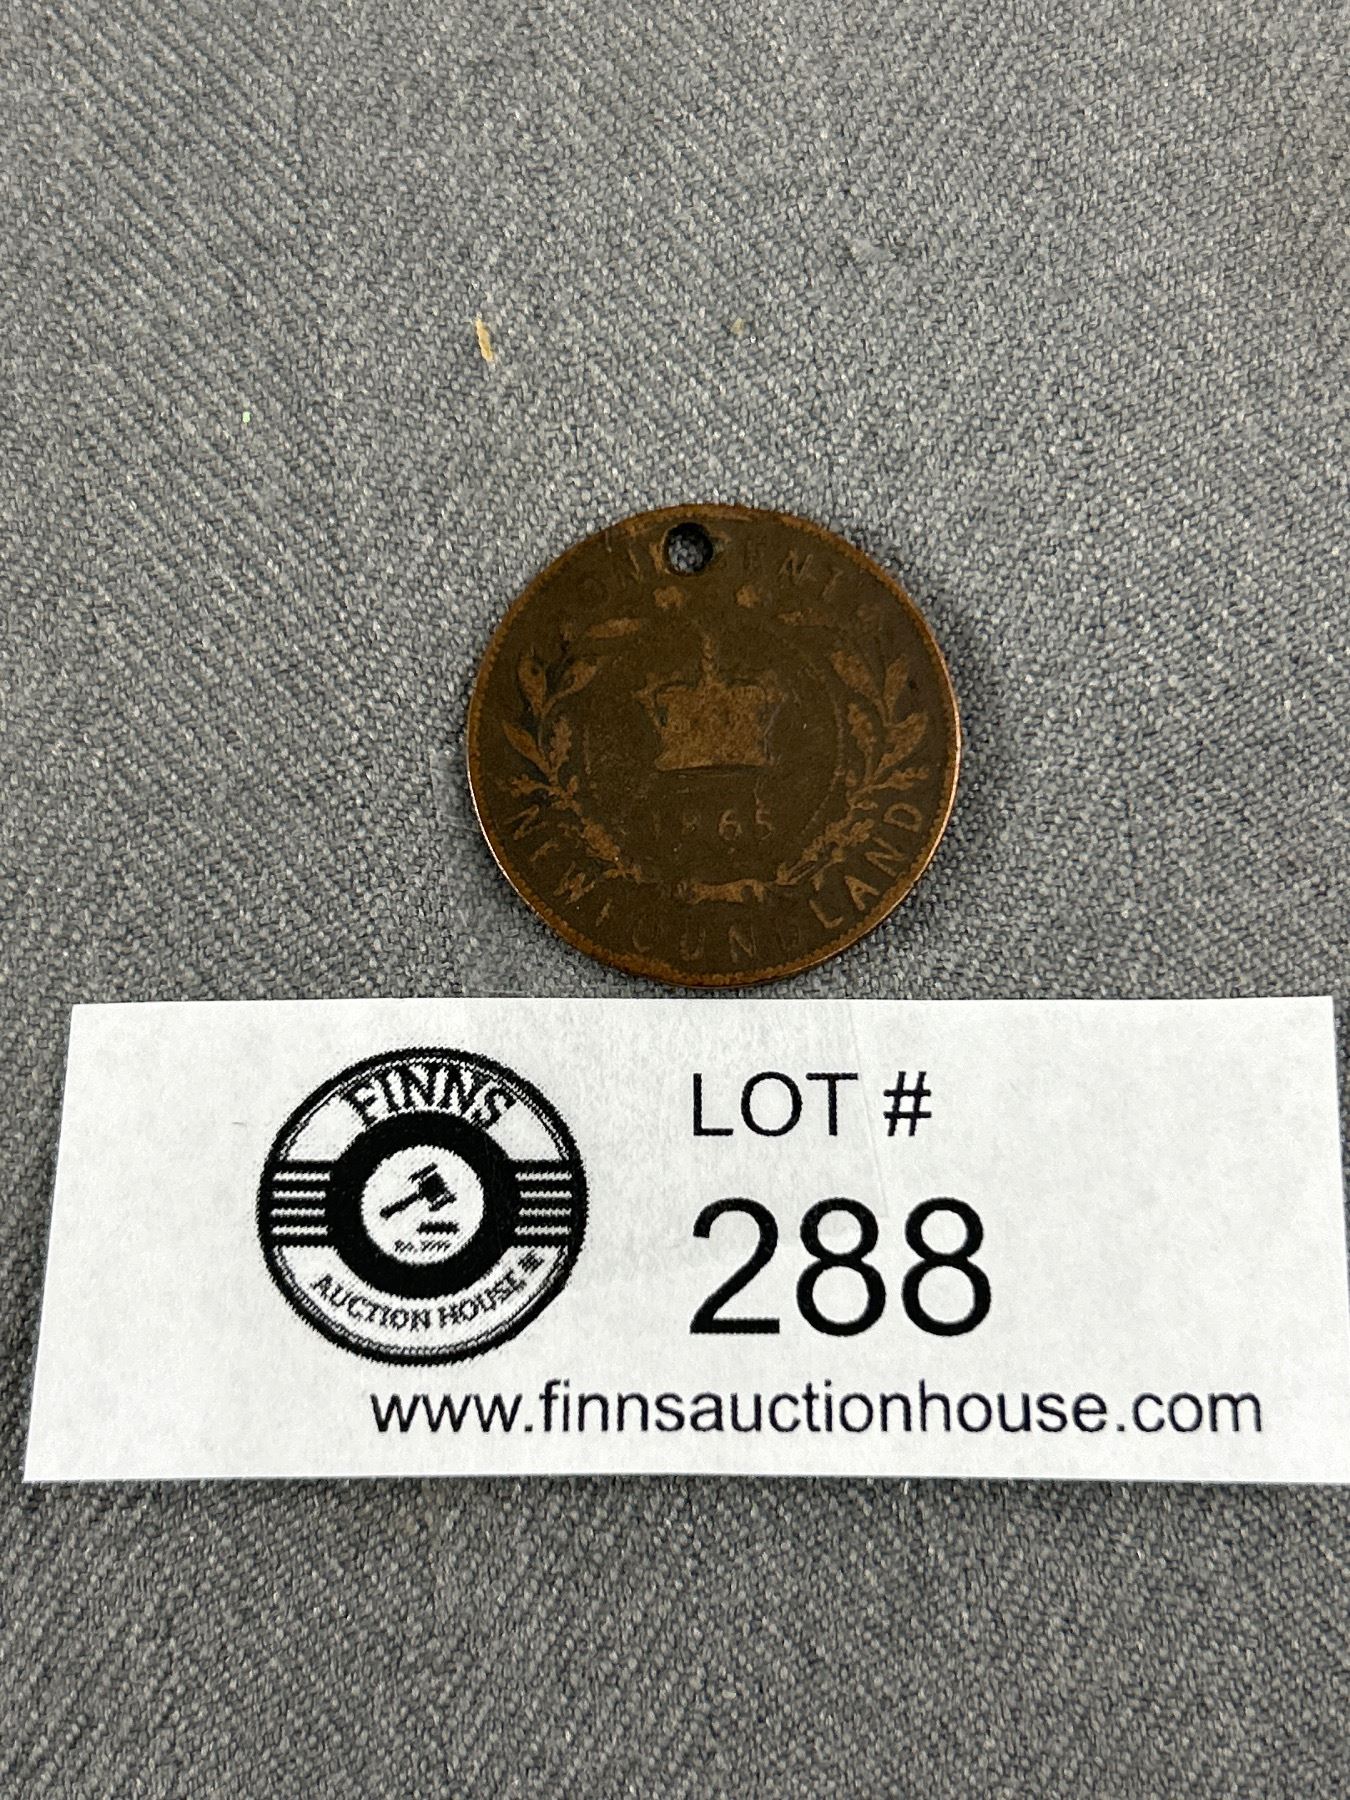 ONE CENT
1865
NEWFOUNDLAND
FINNS
AUCTION HOUSE
LOT #
288
www.finnsauctionhouse.com